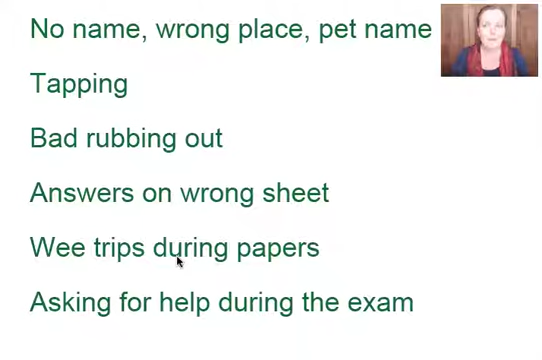 No name, wrong place, pet name
Tapping
Bad rubbing out
Answers on wrong sheet
Wee trips during papers
Asking for help during the exam